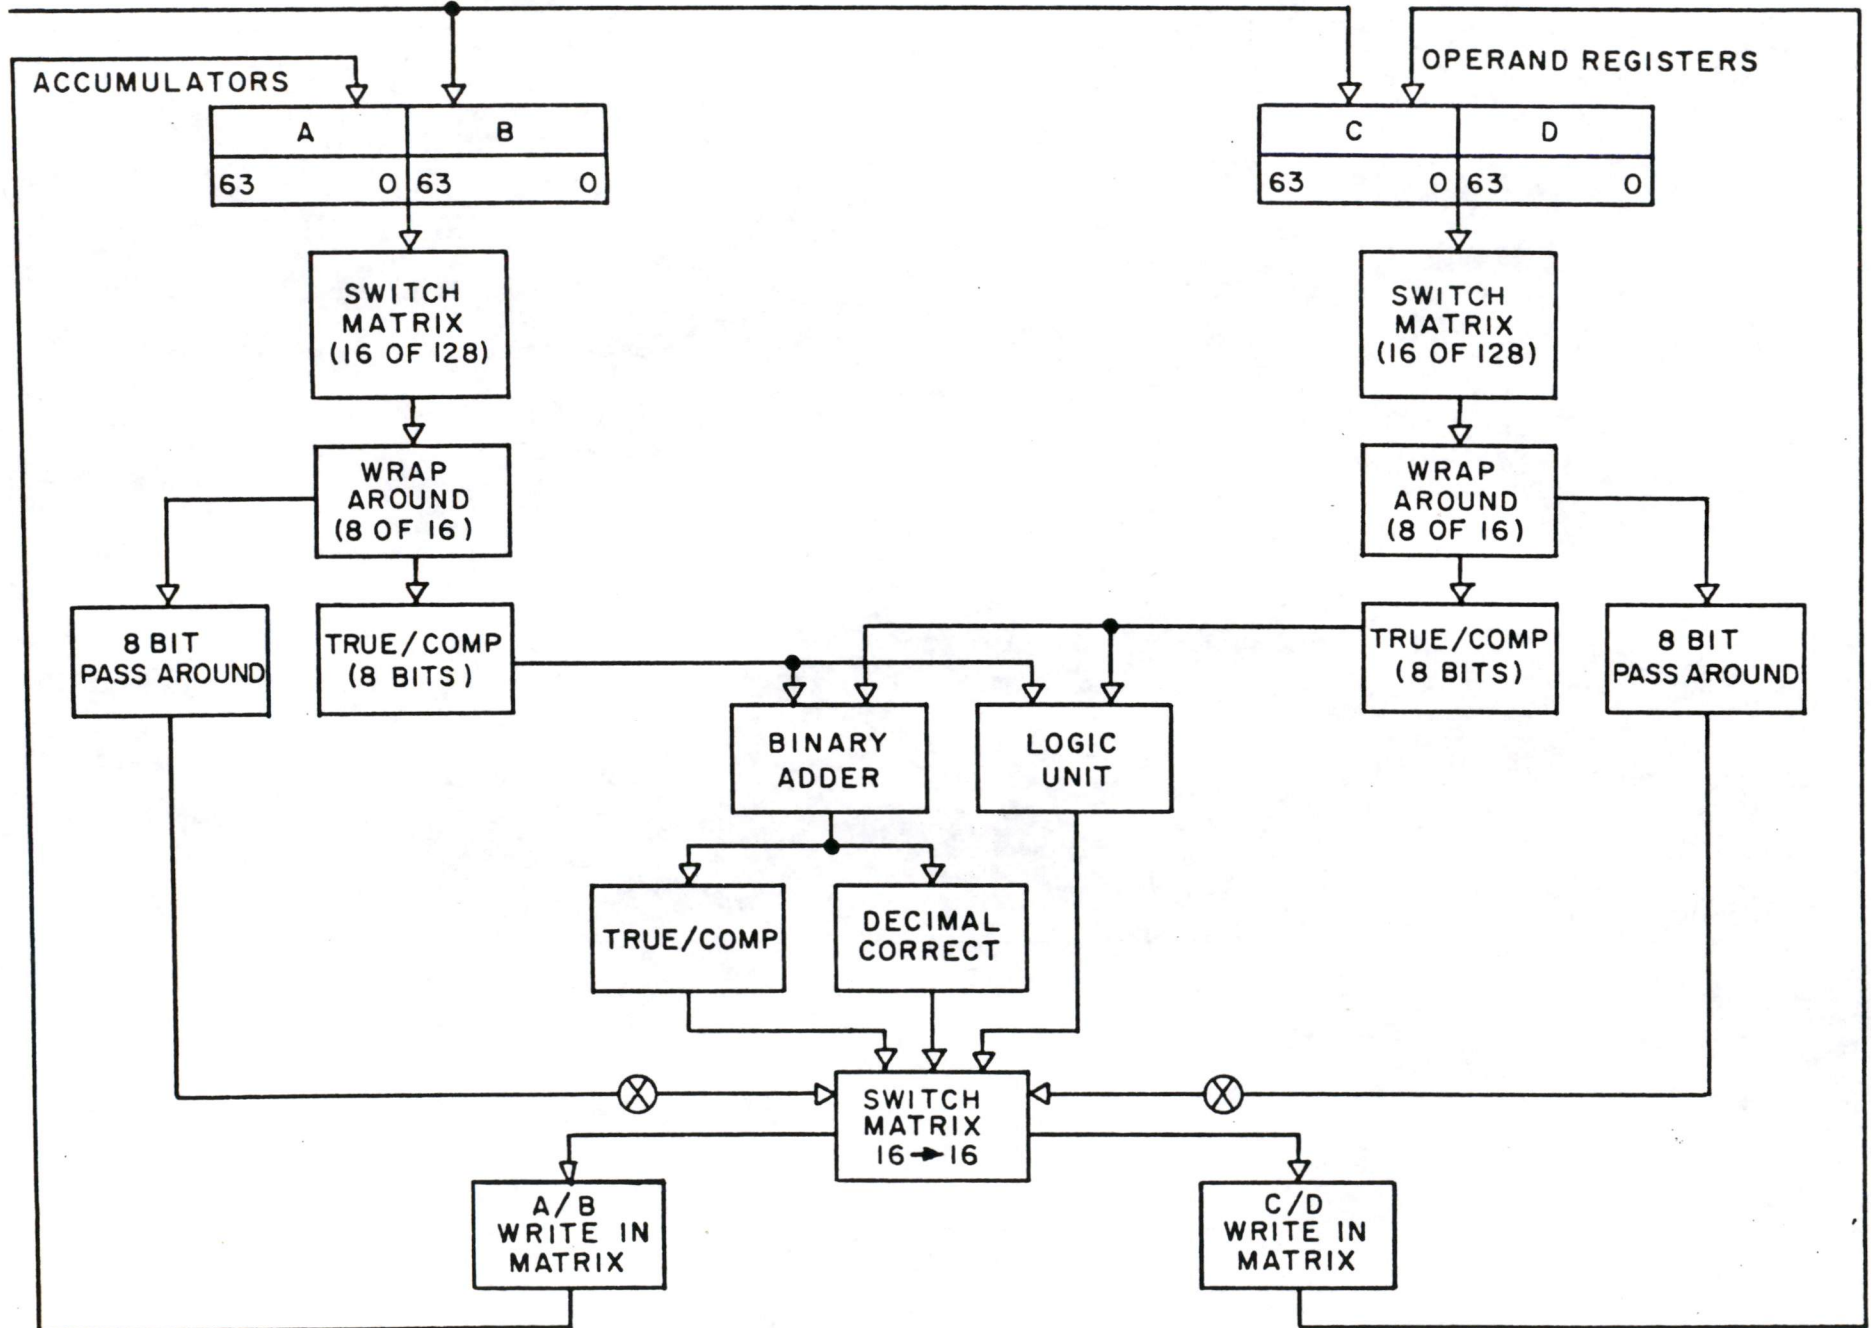 ACCUMULATORS
OPERAND REGISTERS
A
B
63 0
63 0
C
D
63 0
63 0
SWITCH
MATRIX
(16 OF 128)
SWITCH
MATRIX
(16 OF 128)
WRAP
AROUND
(8 OF 16)
WRAP
AROUND
(8 OF 16)
8 BIT
PASS AROUND
TRUE/COMP
(8 BITS)
TRUE/COMP
(8 BITS)
8 BIT
PASS AROUND
BINARY
ADDER
LOGIC
UNIT
TRUE/COMP
DECIMAL
CORRECT
SWITCH
MATRIX
16→16
A/B
WRITE IN
MATRIX
C/D
WRITE IN
MATRIX